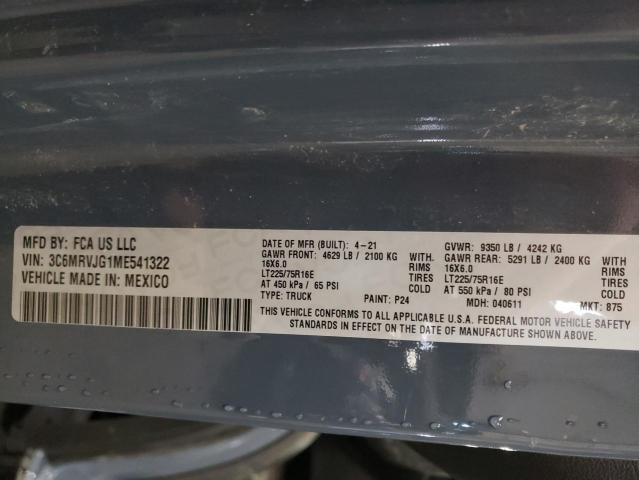 MFD BY: FCA US LLC
VIN: 3C6MRVJG1ME541322
VEHICLE MADE IN: MEXICO
DATE OF MFR (BUILT): 4-21 GVWR: 9350 LB / 4242 KG
GAWR FRONT: 4629 LB / 2100 KG WITH GAWR REAR: 5291 LB / 2400 KG WITH
16X6.0 RIMS 16X6.0 RIMS
LT225/75R16E TIRES LT225/75R16E TIRES
AT 450 kPa / 65 PSI COLD AT 550 kPa / 80 PSI COLD
TYPE: TRUCK PAINT: P24 MDH: 040611 MKT: 875
THIS VEHICLE CONFORMS TO ALL APPLICABLE U.S.A. FEDERAL MOTOR VEHICLE SAFETY
STANDARDS IN EFFECT ON THE DATE OF MANUFACTURE SHOWN ABOVE.